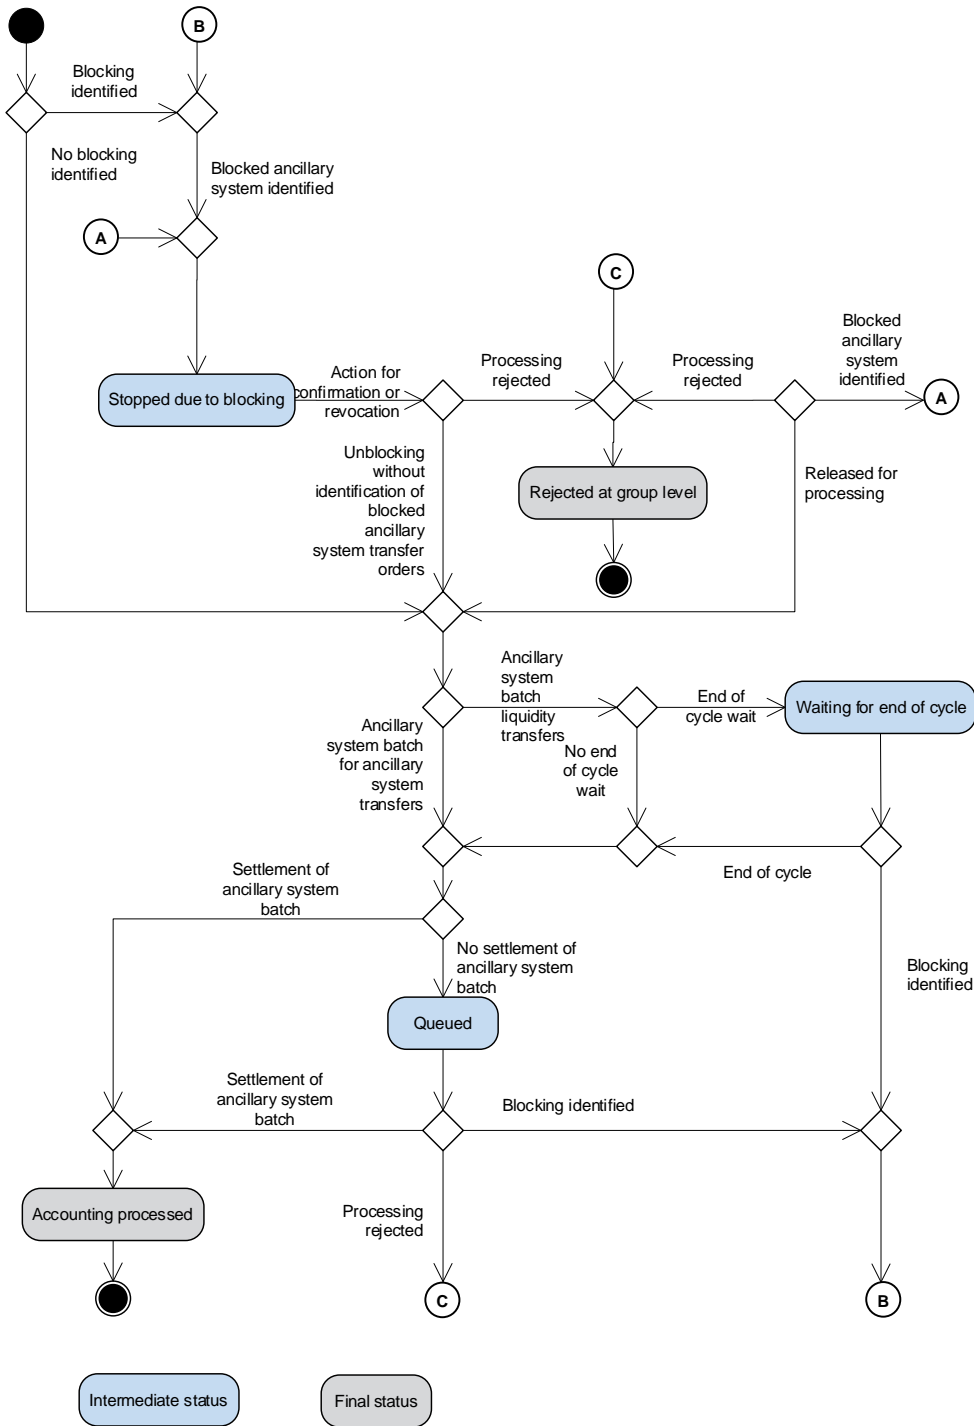 B
Blocking
identified
No blocking
identified
Blocked ancillary
system identified
A
C
Blocked
ancillary
system
identified
Action for
confirmation or
revocation
Processing
rejected
Processing
rejected
Stopped due to blocking
A
Unblocking
without
identification of
blocked
ancillary
system transfer
orders
Rejected at group level
Released for
processing
Ancillary
system
batch
liquidity
transfers
End of
cycle wait
Waiting for end of cycle
Ancillary
system batch
for ancillary
system
transfers
No end
of cycle
wait
Settlement of
ancillary system
batch
End of cycle
No settlement of
ancillary system
batch
Blocking
identified
Queued
Settlement of
ancillary system
batch
Blocking identified
Accounting processed
Processing
rejected
C
B
Intermediate status
Final status